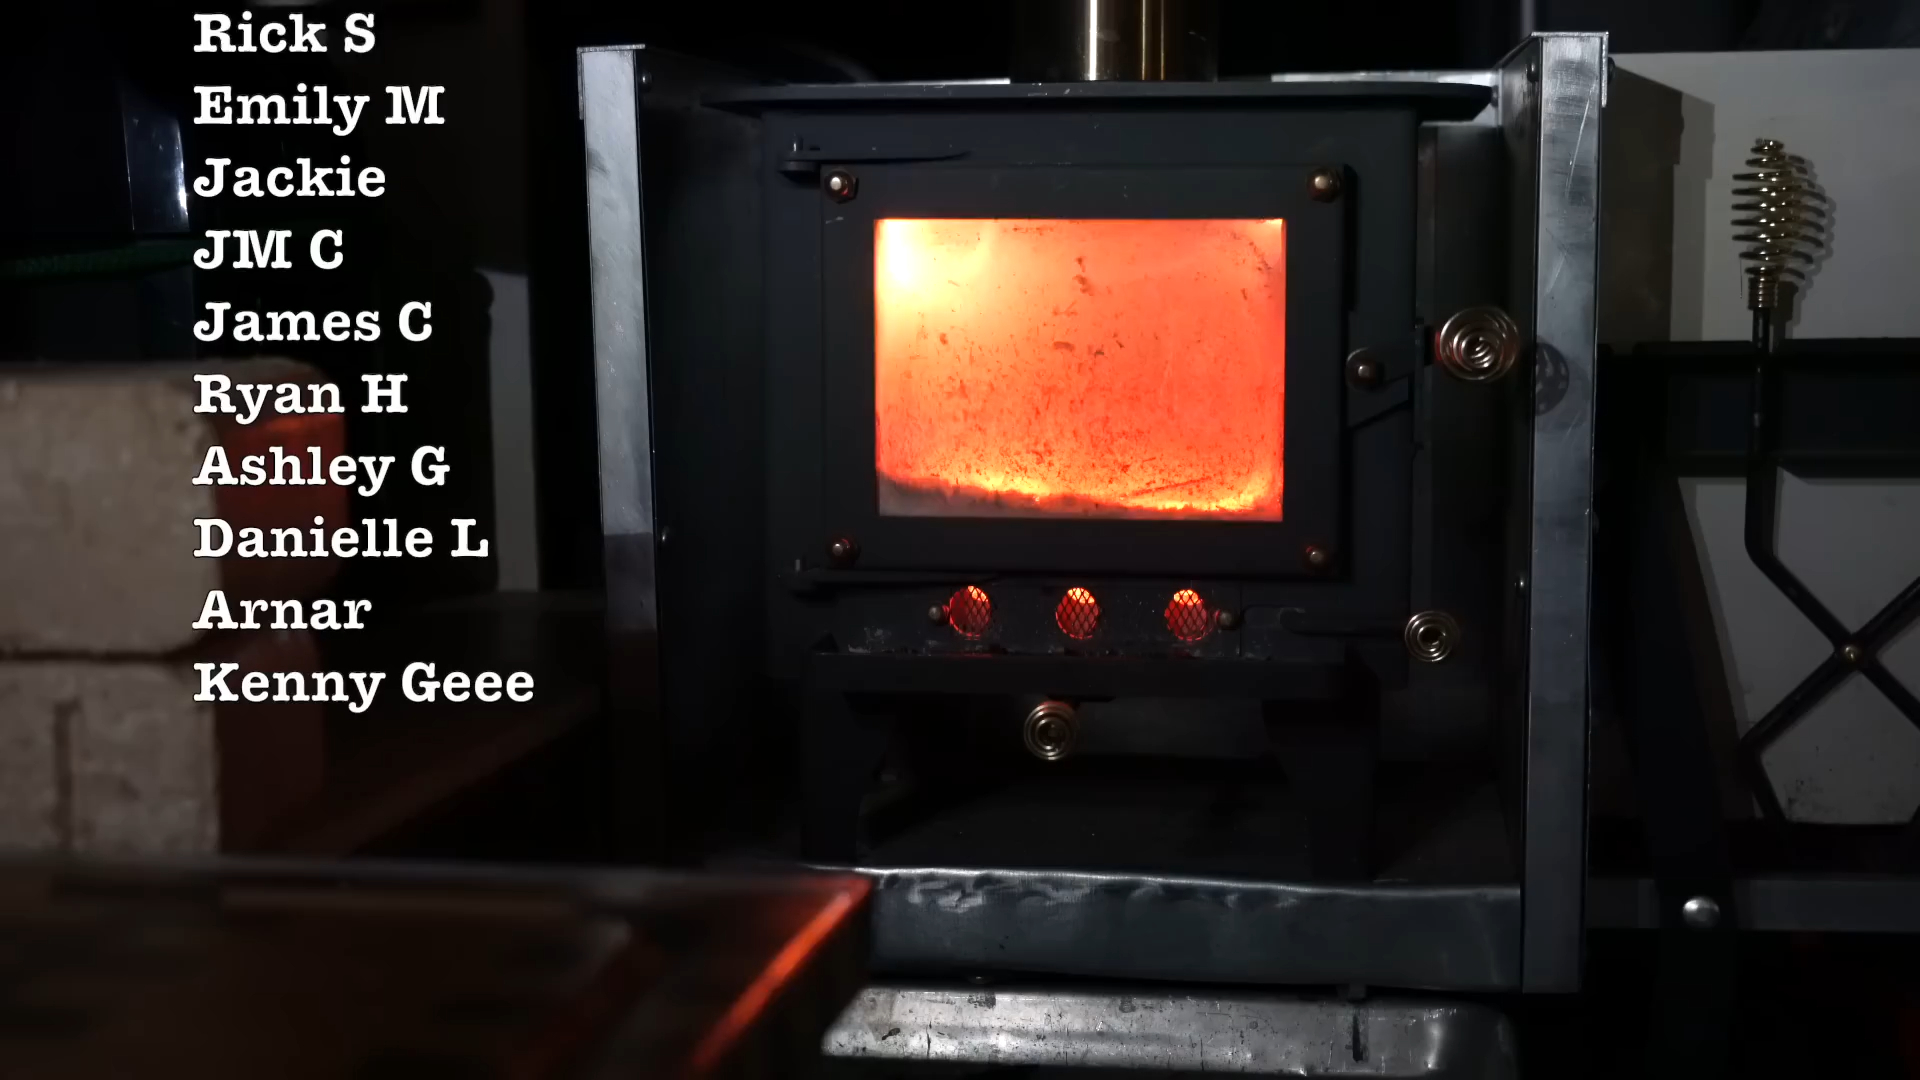 Rick S
Emily M
Jackie
JM C
James C
Ryan H
Ashley G
Danielle L
Arnar
Kenny Geee